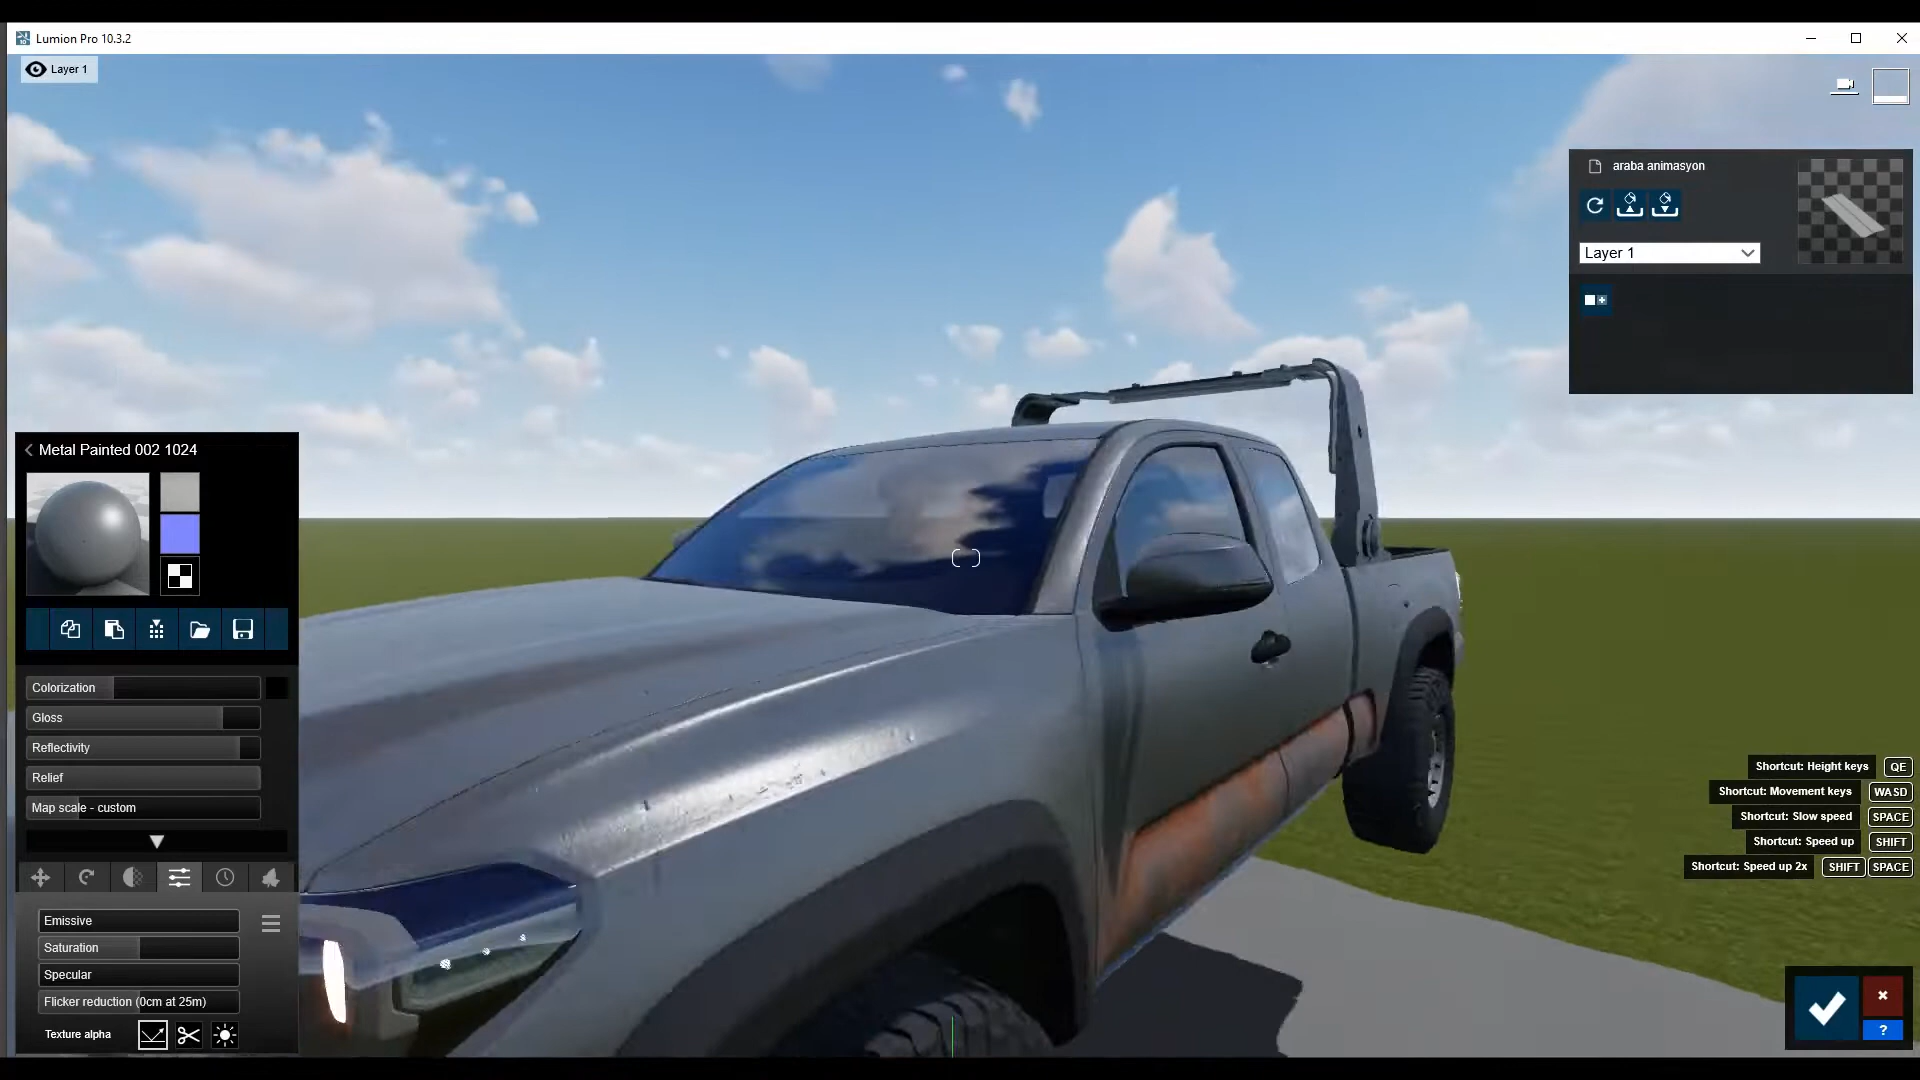 Lumion Pro 10.3.2
Layer 1
araba animasyon
Layer 1
Metal Painted 002 1024
Colorization
Gloss
Reflectivity
Relief
Map scale - custom
Emissive
Saturation
Specular
Flicker reduction (0cm at 25m)
Texture alpha
Shortcut: Height keys QE
Shortcut: Movement keys WASD
Shortcut: Slow speed SPACE
Shortcut: Speed up SHIFT
Shortcut: Speed up 2x SHIFT SPACE
?